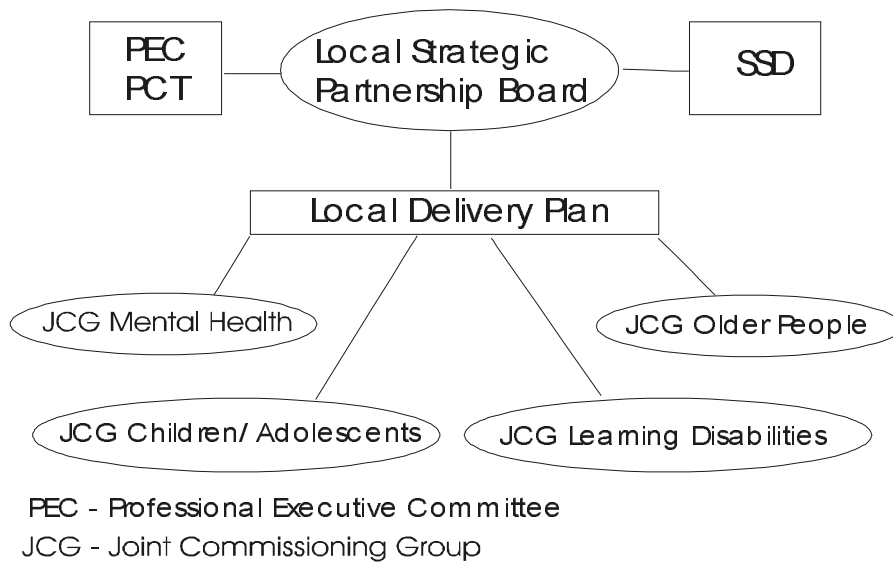 PEC
PCT
Local Strategic
Partnership Board
SSD
Local Delivery Plan
JCG Mental Health
JCG Older People
JCG Children/ Adolescents
JCG Learning Disabilities
PEC - Professional Executive Committee
JCG - Joint Commissioning Group